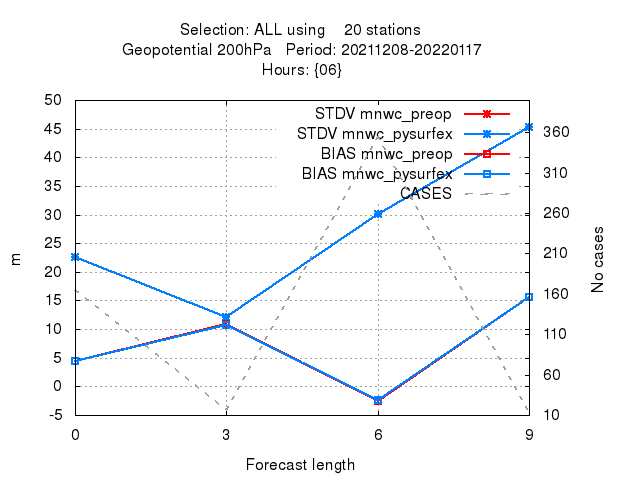 Selection: ALL using    20 stations
Geopotential 200hPa   Period: 20211208-20220117
Hours: {06}
STDV mnwc_preop
STDV mnwc_pysurfex
BIAS mnwc_preop
BIAS mnwc_pysurfex
CASES
50
45
40
35
30
25
20
15
10
5
0
-5
m
360
310
260
210
160
110
60
10
No cases
0 3 6 9
Forecast length